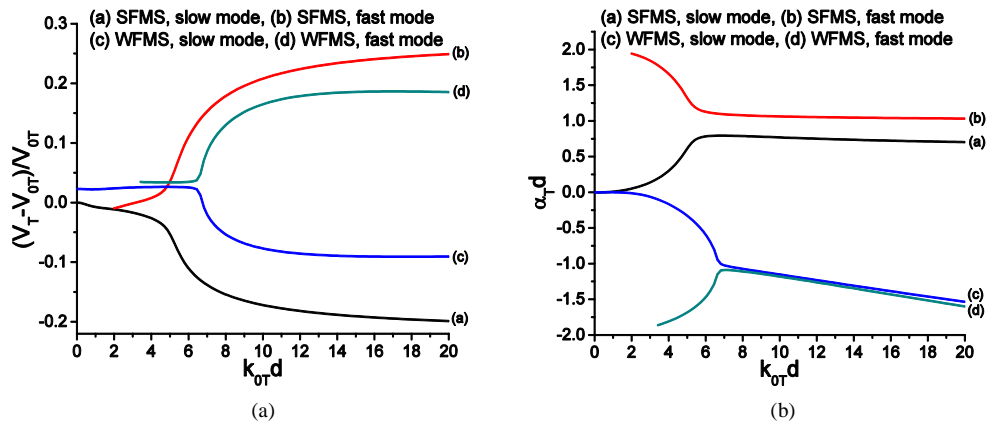 (a) SFMS, slow mode, (b) SFMS, fast mode
(c) WFMS, slow mode, (d) WFMS, fast mode
0.3
0.2
0.1
0.0
-0.1
-0.2
(V_T-V_0T)/V_0T
(b)
(d)
(c)
(a)
0 2 4 6 8 10 12 14 16 18 20
k_0Td
(a)
(a) SFMS, slow mode, (b) SFMS, fast mode
(c) WFMS, slow mode, (d) WFMS, fast mode
2.0
1.5
1.0
0.5
0.0
-0.5
-1.0
-1.5
-2.0
α_Td
(b)
(a)
(c)
(d)
0 2 4 6 8 10 12 14 16 18 20
k_0Td
(b)